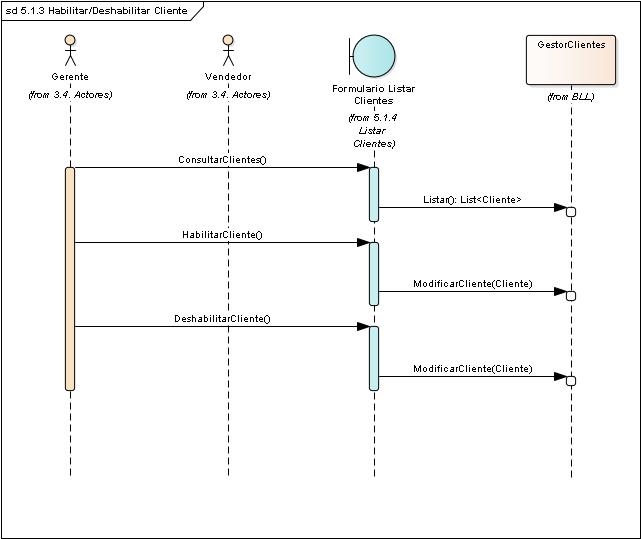 sd 5.1.3 Habilitar/Deshabilitar Cliente
Gerente
(from 3.4. Actores)
Vendedor
(from 3.4. Actores)
Formulario Listar
Clientes
(from 5.1.4
Listar
Clientes)
GestorClientes
(from BLL)
ConsultarClientes()
Listar(): List<Cliente>
HabilitarCliente()
ModificarCliente(Cliente)
DeshabilitarCliente()
ModificarCliente(Cliente)